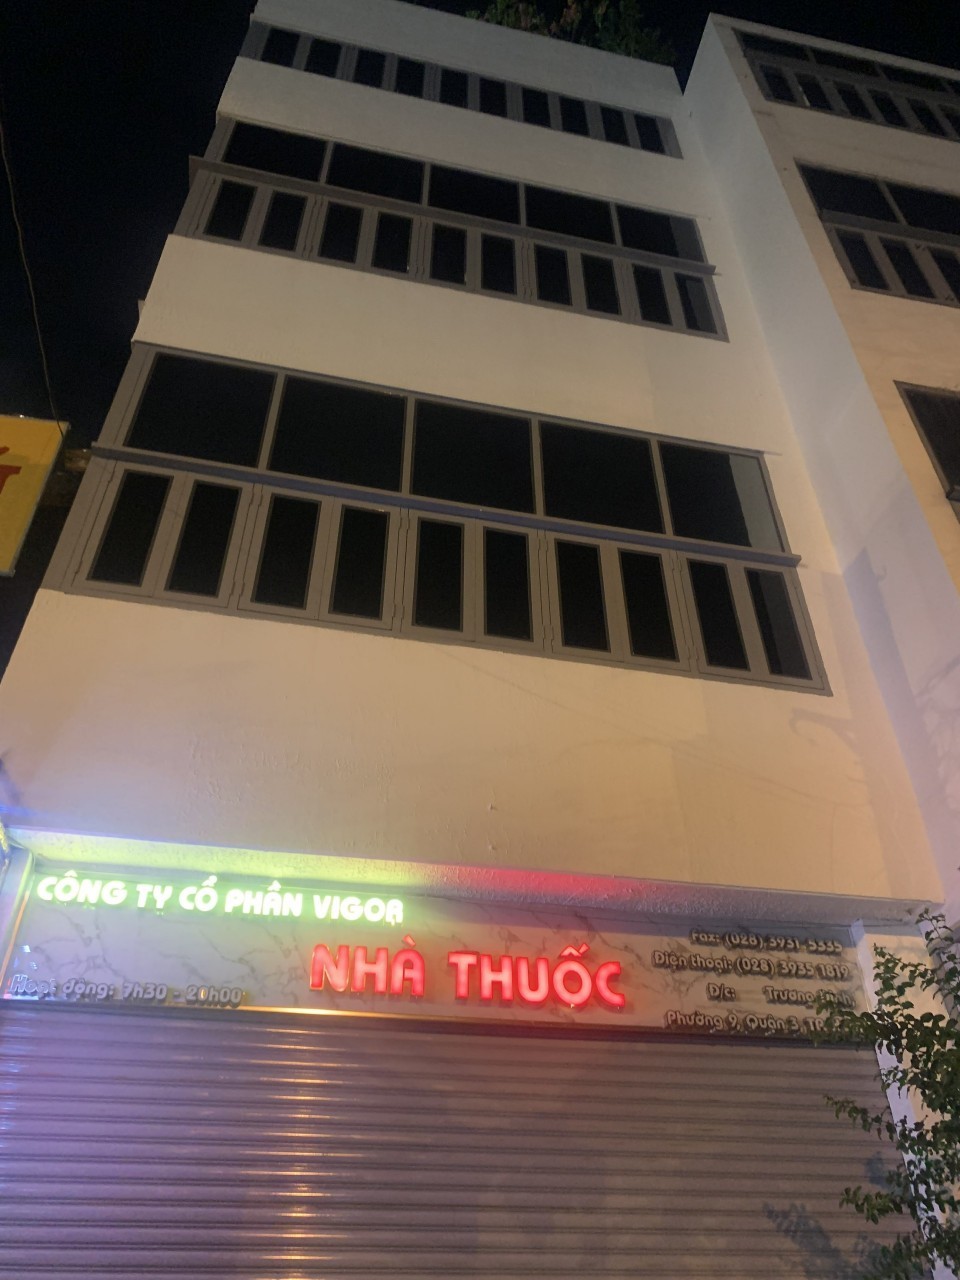 CÔNG TY CỔ PHẦN VIGOR
NHÀ THUỐC
Hoạt động: 7h30 - 20h00
Fax: (028) 3931 5335
Điện thoại: (028) 3935 1819
Đ/c: Trương Định,
Phường 9, Quận 3, TP.